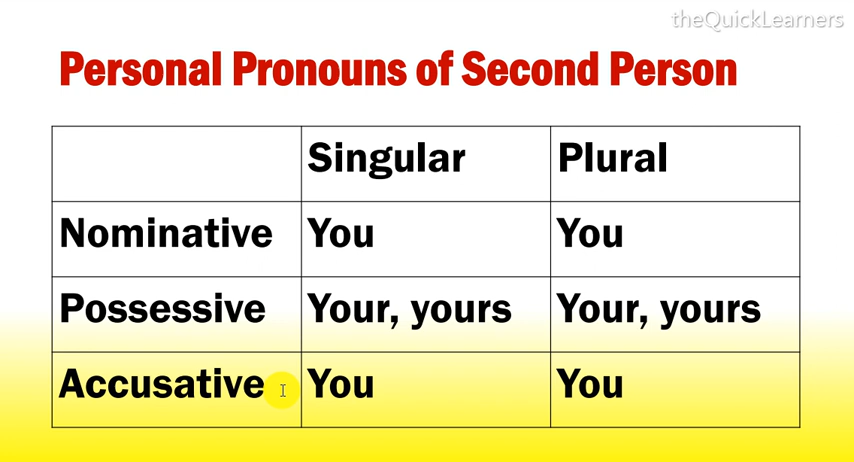 theQuickLearners
Personal Pronouns of Second Person
Singular Plural
Nominative You You
Possessive Your, yours Your, yours
Accusative You You